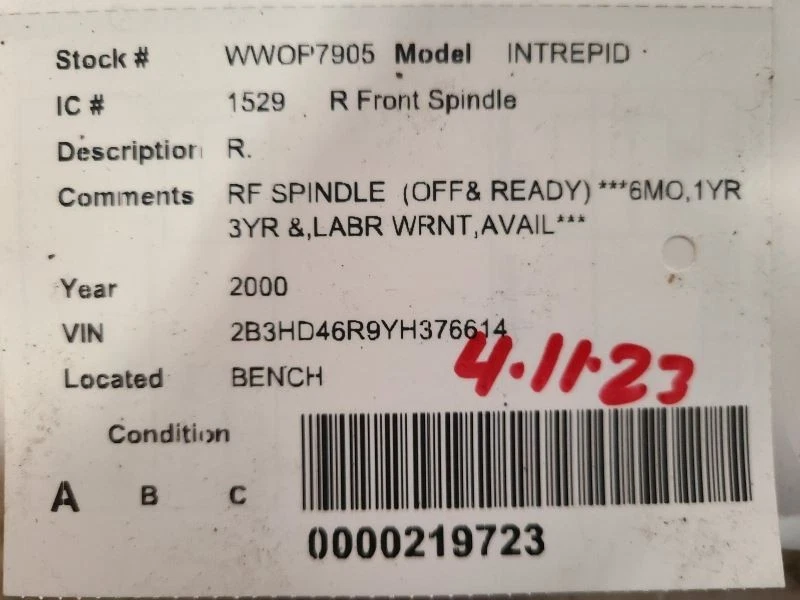 Stock # WWOP7905 Model INTREPID
IC # 1529 R Front Spindle
Description R.
Comments RF SPINDLE (OFF& READY) ***6MO,1YR
3YR &,LABR WRNT,AVAIL***
Year 2000
VIN 2B3HD46R9YH376614
4.11.23
Located BENCH
Condition
A B C
0000219723